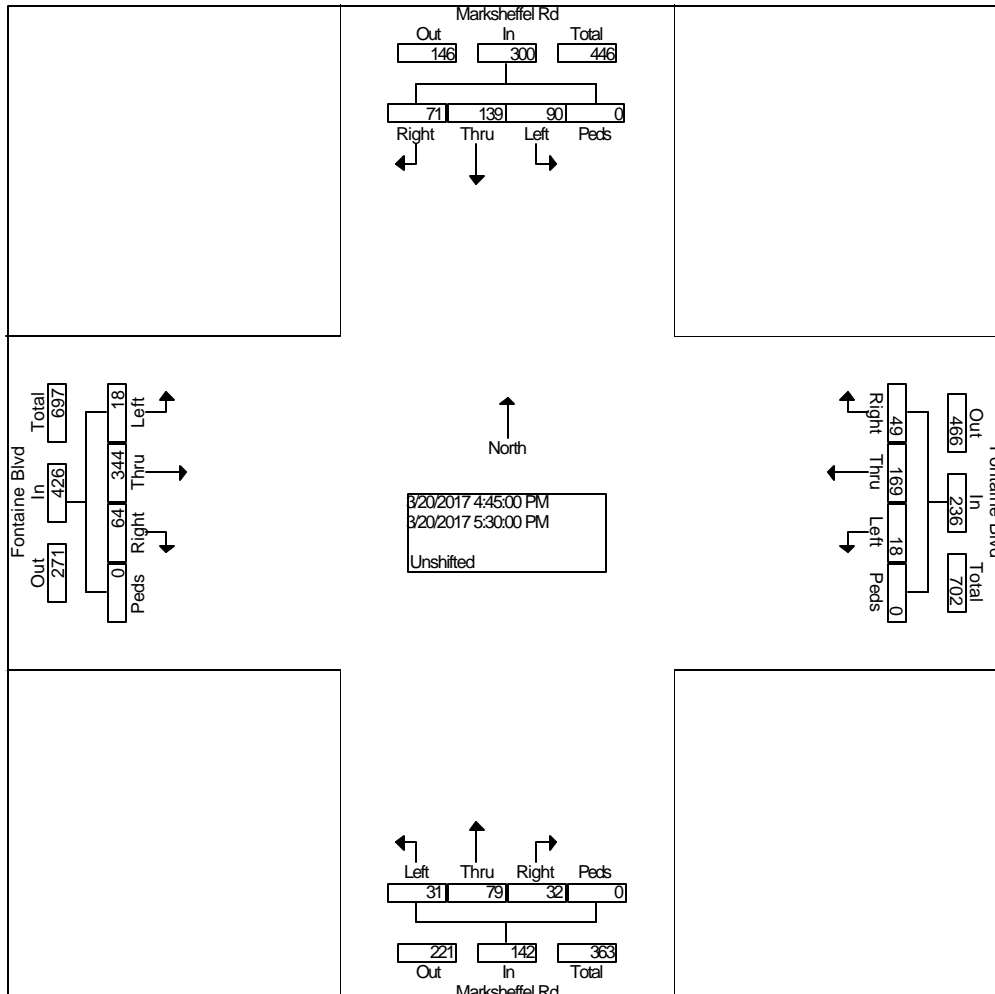 Marksheffel Rd
Out In Total
146 300 446
71 139 90 0
Right Thru Left Peds
Fontaine Blvd
Total In Out
697 426 271
18 344 64 0
Left Thru Right Peds
North
3/20/2017 4:45:00 PM
3/20/2017 5:30:00 PM
Unshifted
Right Thru Left Peds
49 169 18 0
466 236 702
Out In Total
Fontaine Blvd
Left Thru Right Peds
31 79 32 0
221 142 363
Out In Total
Marksheffel Rd